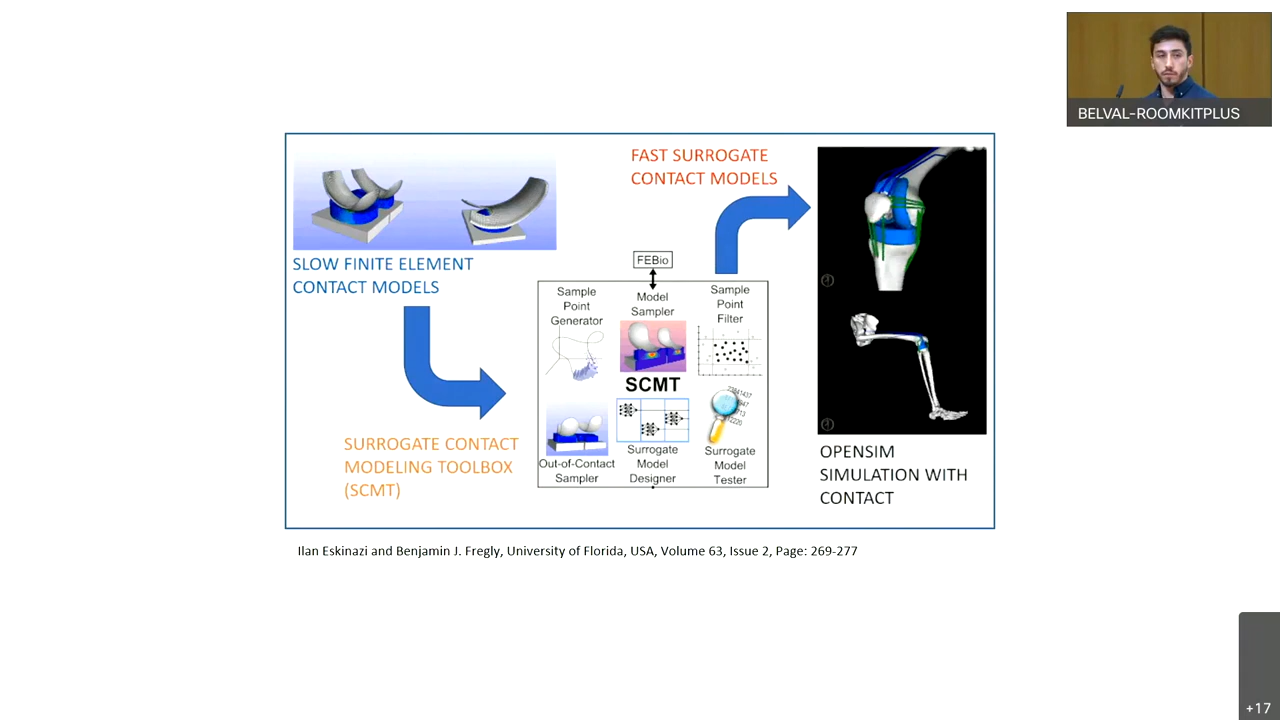 BELVAL-ROOMKITPLUS
FAST SURROGATE
CONTACT MODELS
SLOW FINITE ELEMENT
CONTACT MODELS
FEBio
Sample
Point
Generator
Model
Sampler
Sample
Point
Filter
SCMT
Out-of-Contact
Sampler
Surrogate
Model
Designer
Surrogate
Model
Tester
SURROGATE CONTACT
MODELING TOOLBOX
(SCMT)
OPENSIM
SIMULATION WITH
CONTACT
Ilan Eskinazi and Benjamin J. Fregly, University of Florida, USA, Volume 63, Issue 2, Page: 269-277
+17